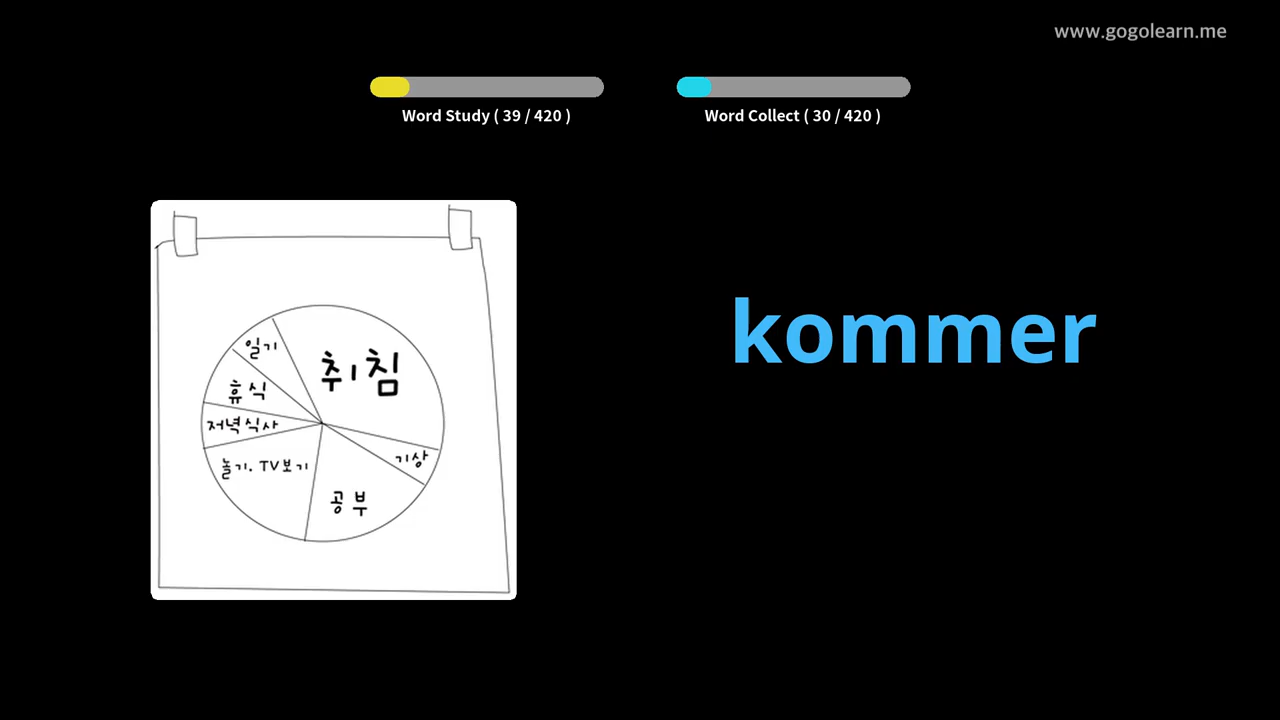 www.gogolearn.me
Word Study ( 39 / 420 )
Word Collect ( 30 / 420 )
일기
취침
휴식
저녁식사
놀기. TV보기
기상
공부
kommer